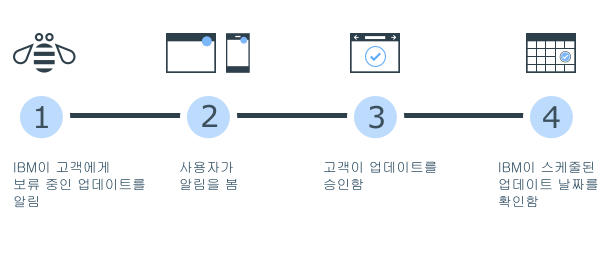 1
2
3
4
IBM이 고객에게
보류 중인 업데이트를
알림
사용자가
알림을 봄
고객이 업데이트를
승인함
IBM이 스케줄된
업데이트 날짜를
확인함